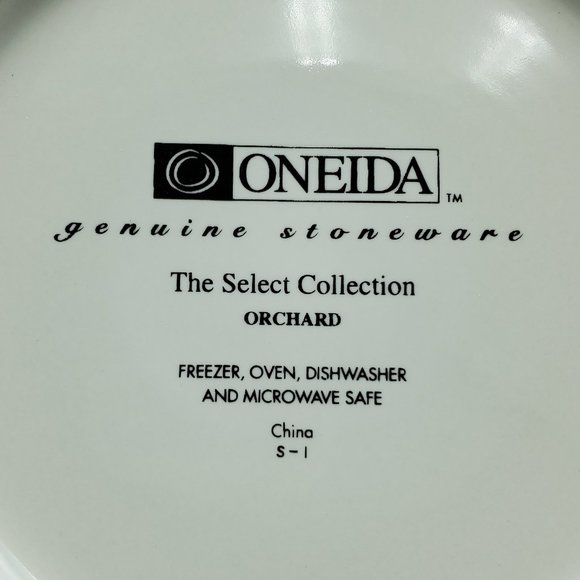 ONEIDA ™
genuine stoneware
The Select Collection
ORCHARD
FREEZER, OVEN, DISHWASHER
AND MICROWAVE SAFE
China
S-1